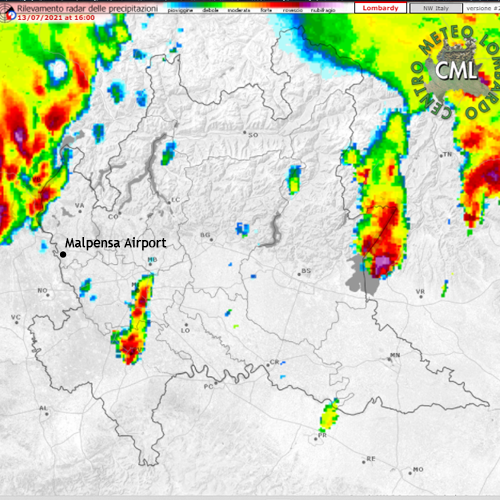 Rilevamento radar delle precipitazioni
pioviggine debole moderata forte rovescio nubifragio
Lombardy
NW Italy
13/07/2021 at 16:00
CENTRO METEO LOMBARDO
CML
SO
TN
VA
CO
LC
Malpensa Airport
BG
MB
BS
NO
VR
VC
LO
CR
MN
PC
AL
PR
RE
MO